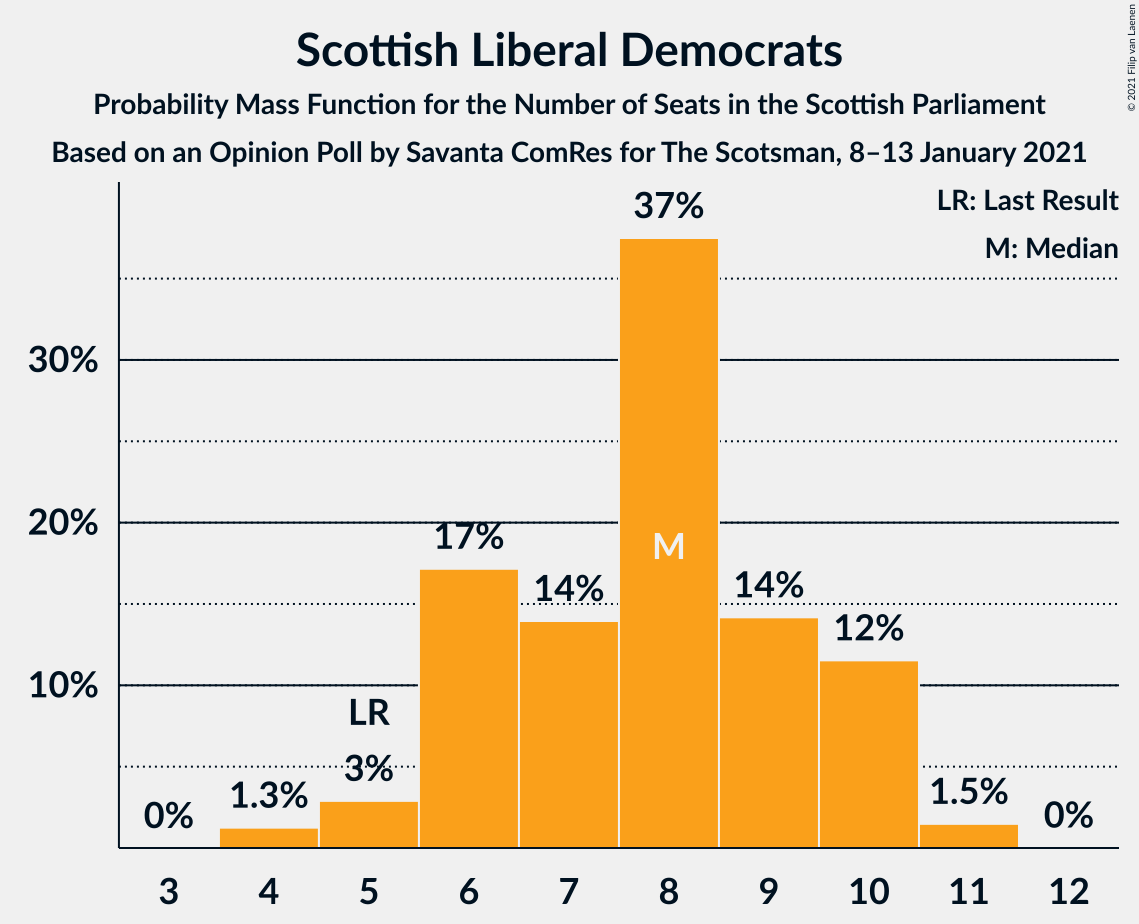 Scottish Liberal Democrats
Probability Mass Function for the Number of Seats in the Scottish Parliament
Based on an Opinion Poll by Savanta ComRes for The Scotsman, 8–13 January 2021
© 2021 Filip van Laenen
LR: Last Result
M: Median
37%
30%
20%
17%
M
14%
14%
12%
10%
LR
3%
1.3%
1.5%
0%
0%
3 4 5 6 7 8 9 10 11 12